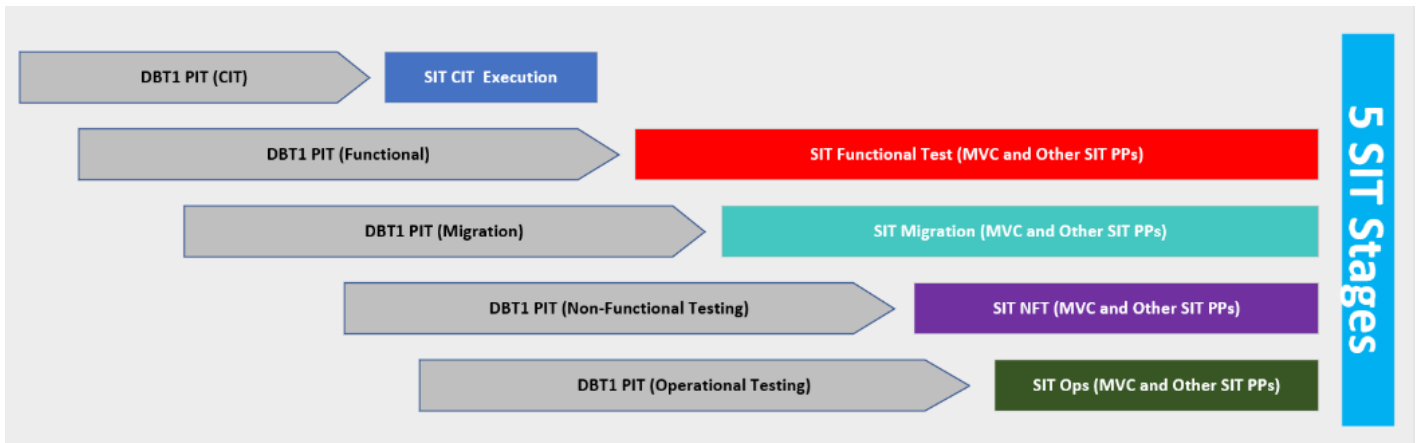 DBT1 PIT (CIT)
SIT CIT Execution
DBT1 PIT (Functional)
SIT Functional Test (MVC and Other SIT PPs)
DBT1 PIT (Migration)
SIT Migration (MVC and Other SIT PPs)
DBT1 PIT (Non-Functional Testing)
SIT NFT (MVC and Other SIT PPs)
DBT1 PIT (Operational Testing)
SIT Ops (MVC and Other SIT PPs)
5 SIT Stages